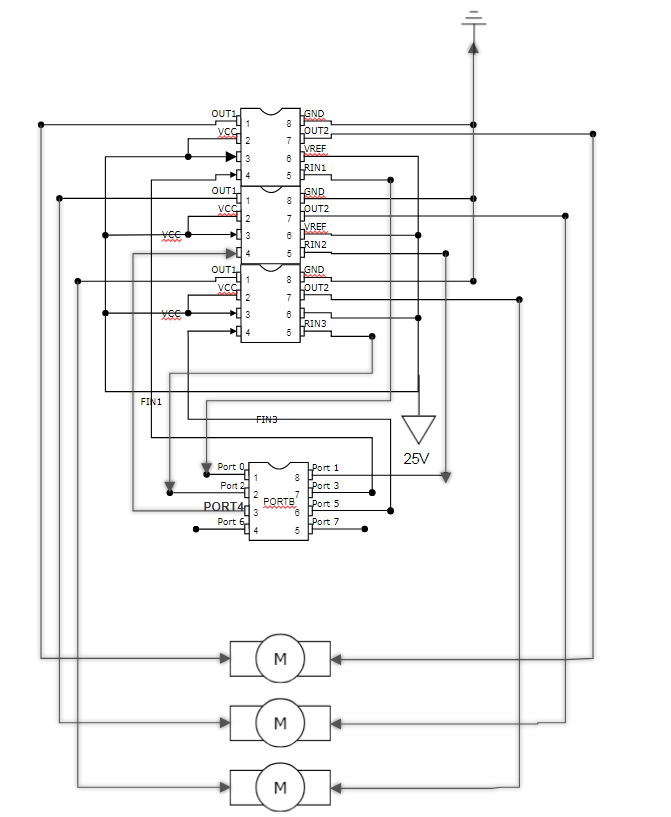 OUT1 GND
1 8
VCC OUT2
2 7
VREF
3 6
RIN1
4 5
OUT1 GND
1 8
VCC OUT2
2 7
VREF
VCC 3 6
RIN2
4 5
OUT1 GND
1 8
VCC OUT2
2 7
VCC 3 6
RIN3
4 5
FIN1
FIN3
25V
Port 0 Port 1
1 8
Port 2 Port 3
2 7
PORTB
PORT4 Port 5
3 6
Port 6 Port 7
4 5
M
M
M